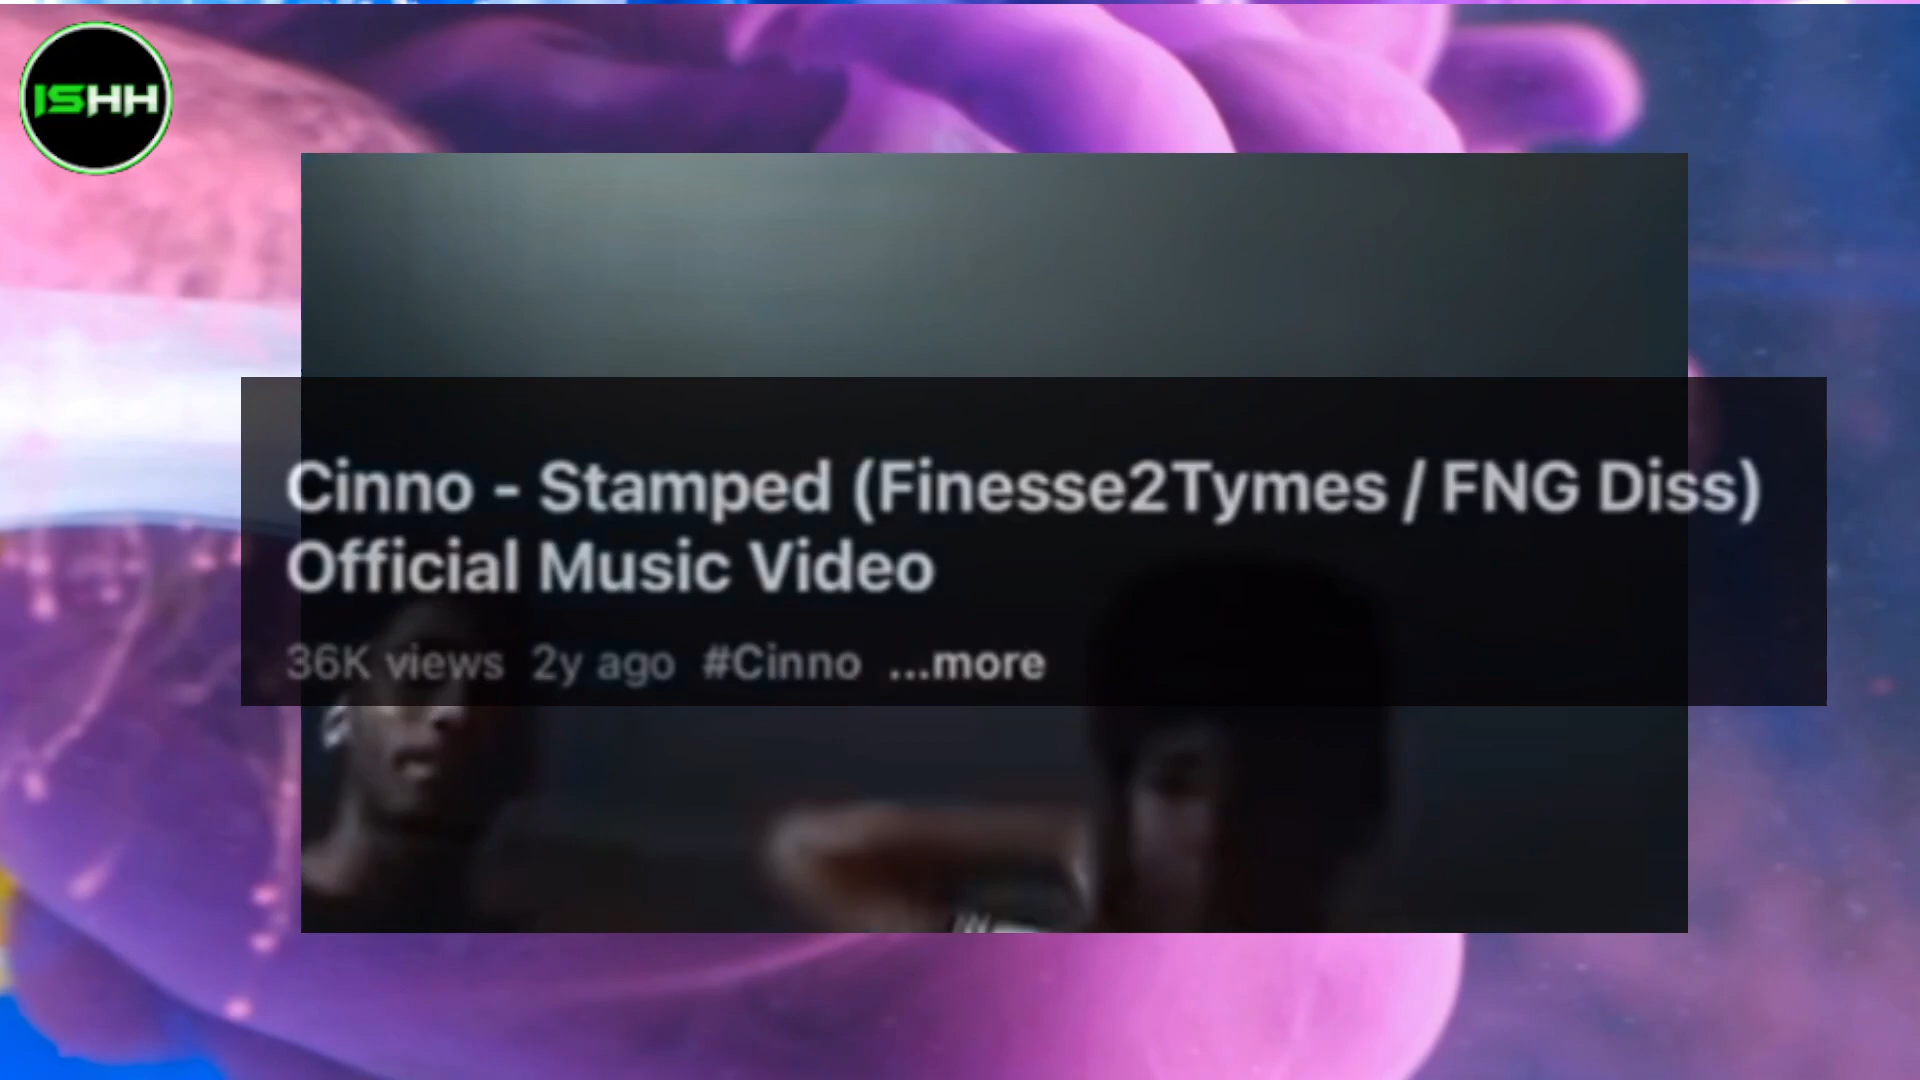 ISHH
Cinno - Stamped (Finesse2Tymes / FNG Diss)
Official Music Video
36K views 2y ago #Cinno ...more